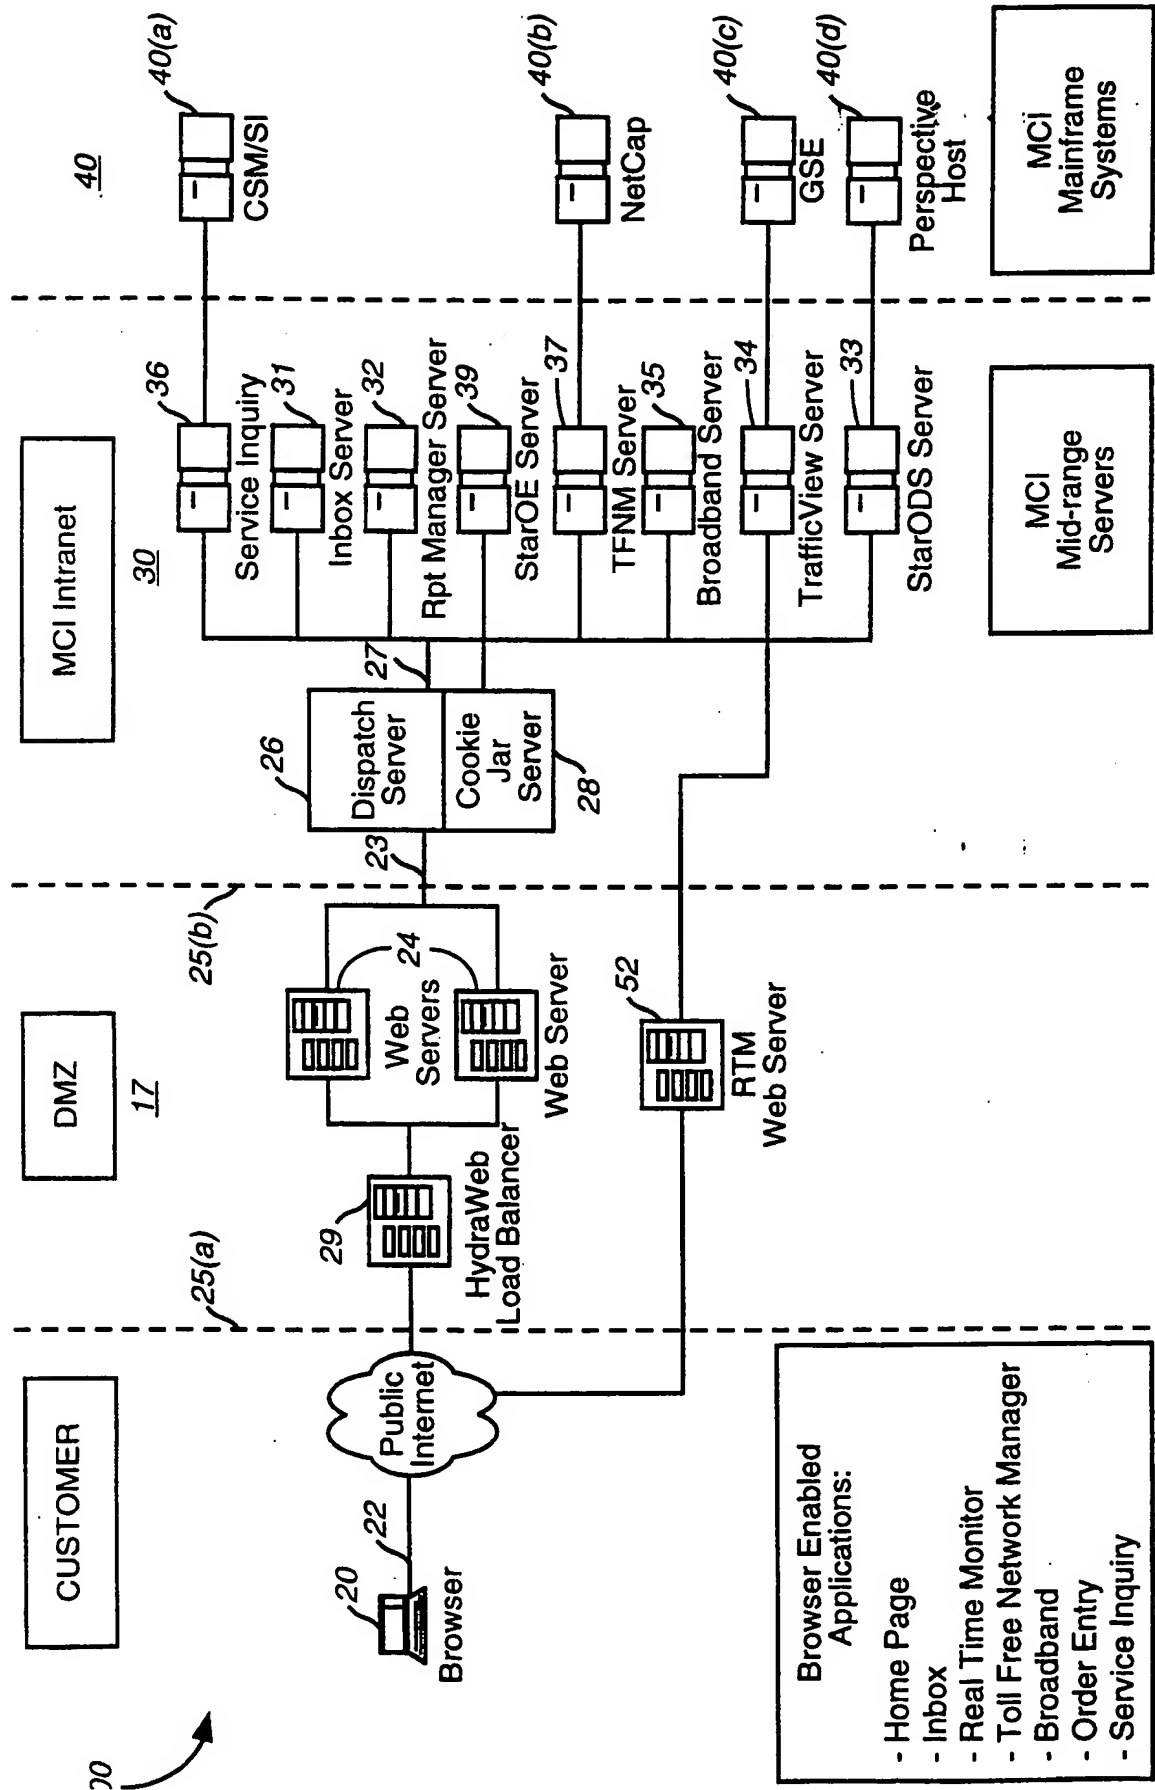 CUSTOMER
DMZ
17
MCI Intranet
30
40
25(a)
25(b)
20
Browser
22
Public
Internet
29
HydraWeb
Load Balancer
24
Web
Servers
Web Server
52
RTM
Web Server
23
26
Dispatch
Server
Cookie
Jar
Server
28
27
36
Service Inquiry
31
Inbox Server
32
Rpt Manager Server
39
StarOE Server
37
TFNM Server
35
Broadband Server
34
TrafficView Server
33
StarODS Server
40(a)
CSM/SI
40(b)
NetCap
40(c)
GSE
40(d)
Perspective
Host
Browser Enabled
Applications:
- Home Page
- Inbox
- Real Time Monitor
- Toll Free Network Manager
- Broadband
- Order Entry
- Service Inquiry
MCI
Mid-range
Servers
MCI
Mainframe
Systems